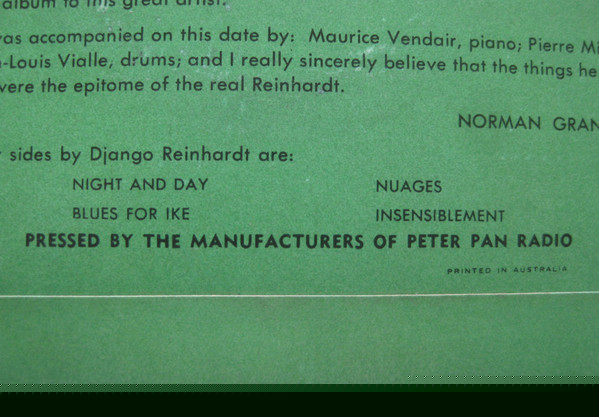 album to this great artist.
was accompanied on this date by: Maurice Vendair, piano; Pierre Mi
-Louis Vialle, drums; and I really sincerely believe that the things he
were the epitome of the real Reinhardt.
NORMAN GRAN
sides by Django Reinhardt are:
NIGHT AND DAY NUAGES
BLUES FOR IKE INSENSIBLEMENT
PRESSED BY THE MANUFACTURERS OF PETER PAN RADIO
PRINTED IN AUSTRALIA